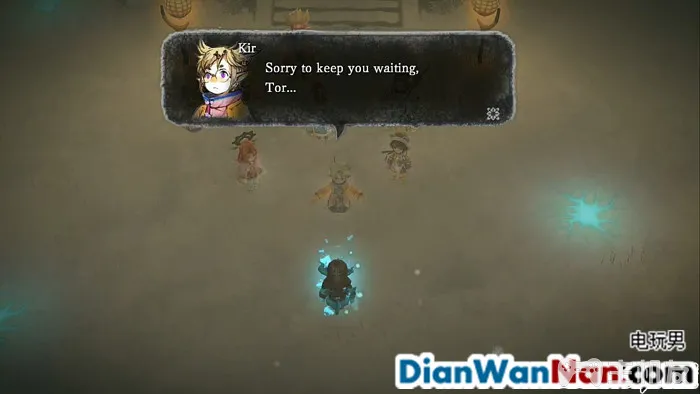 Kir
Sorry to keep you waiting,
Tor...
电玩男
DianWanNan.com